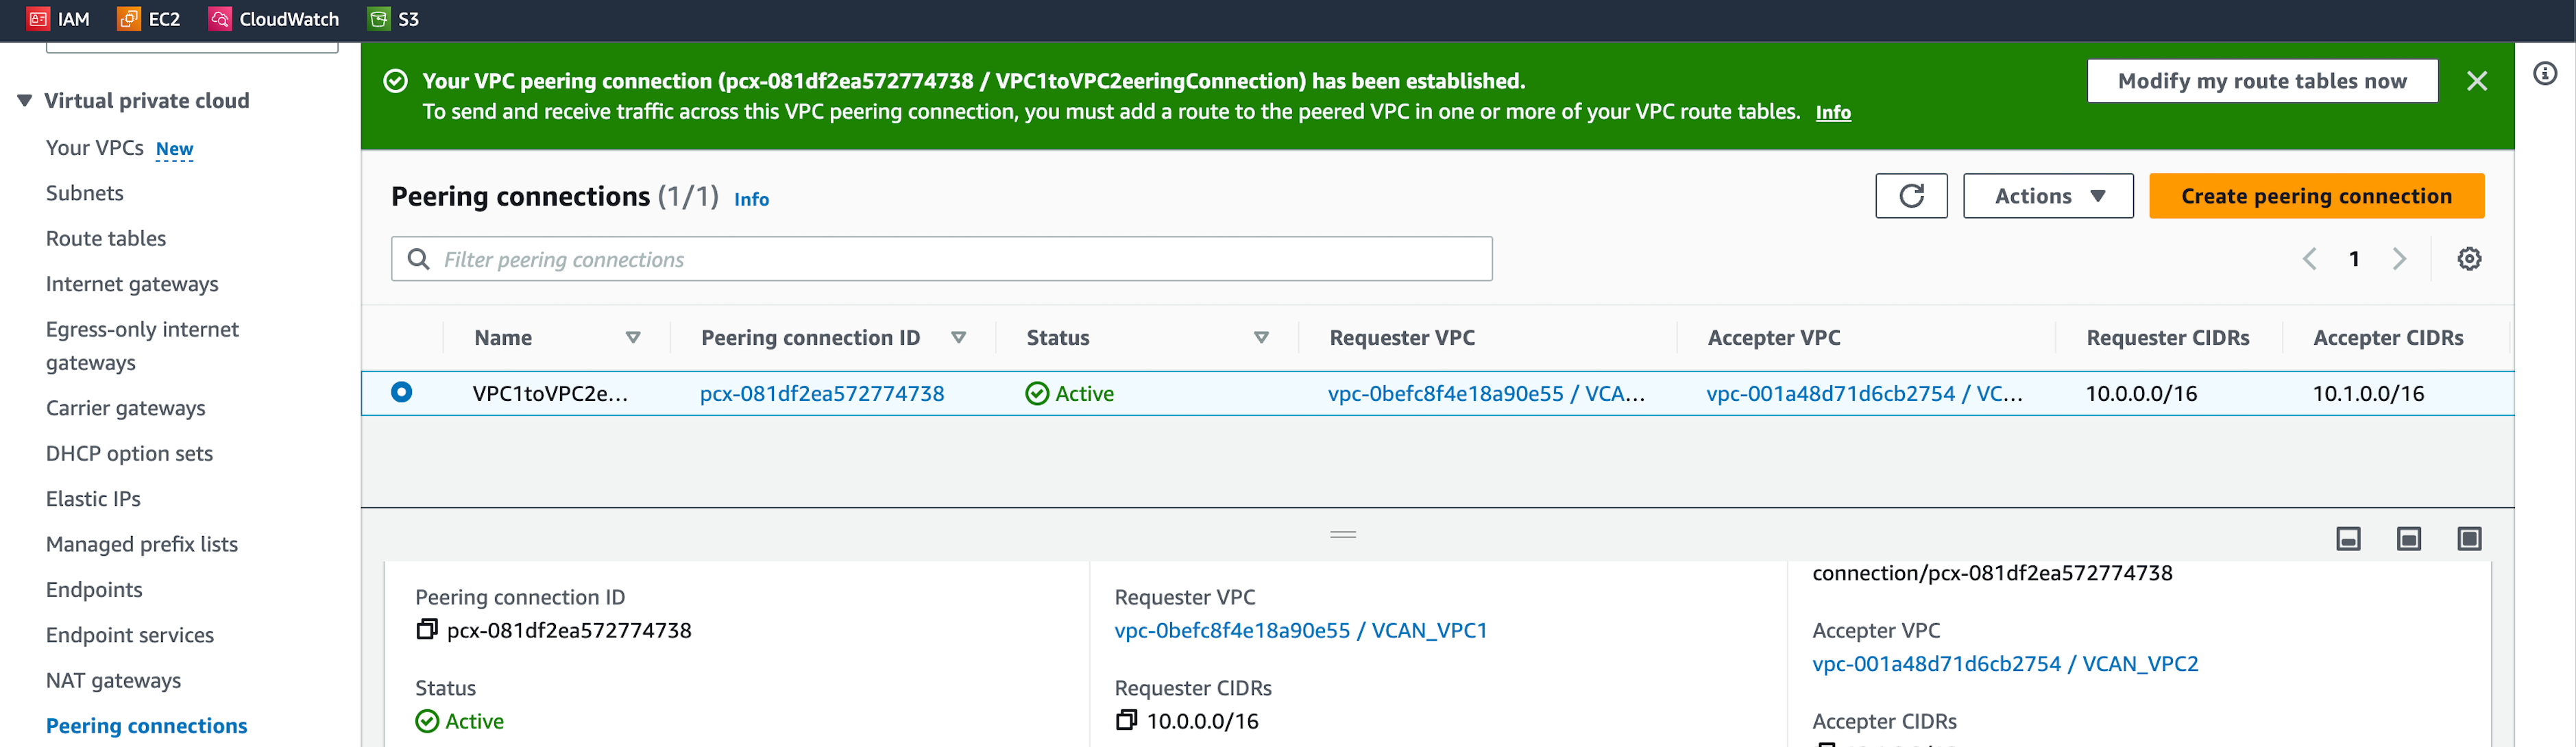 IAM EC2 CloudWatch S3
Virtual private cloud
Your VPCs New
Subnets
Route tables
Internet gateways
Egress-only internet
gateways
Carrier gateways
DHCP option sets
Elastic IPs
Managed prefix lists
Endpoints
Endpoint services
NAT gateways
Peering connections
Your VPC peering connection (pcx-081df2ea572774738 / VPC1toVPC2eeringConnection) has been established.
To send and receive traffic across this VPC peering connection, you must add a route to the peered VPC in one or more of your VPC route tables. Info
Modify my route tables now
Peering connections (1/1) Info
Actions
Create peering connection
Filter peering connections
1
Name Peering connection ID Status Requester VPC Accepter VPC Requester CIDRs Accepter CIDRs
VPC1toVPC2e... pcx-081df2ea572774738 Active vpc-0befc8f4e18a90e55 / VCA... vpc-001a48d71d6cb2754 / VC... 10.0.0.0/16 10.1.0.0/16
Peering connection ID
pcx-081df2ea572774738
Status
Active
Requester VPC
vpc-0befc8f4e18a90e55 / VCAN_VPC1
Requester CIDRs
10.0.0.0/16
connection/pcx-081df2ea572774738
Accepter VPC
vpc-001a48d71d6cb2754 / VCAN_VPC2
Accepter CIDRs